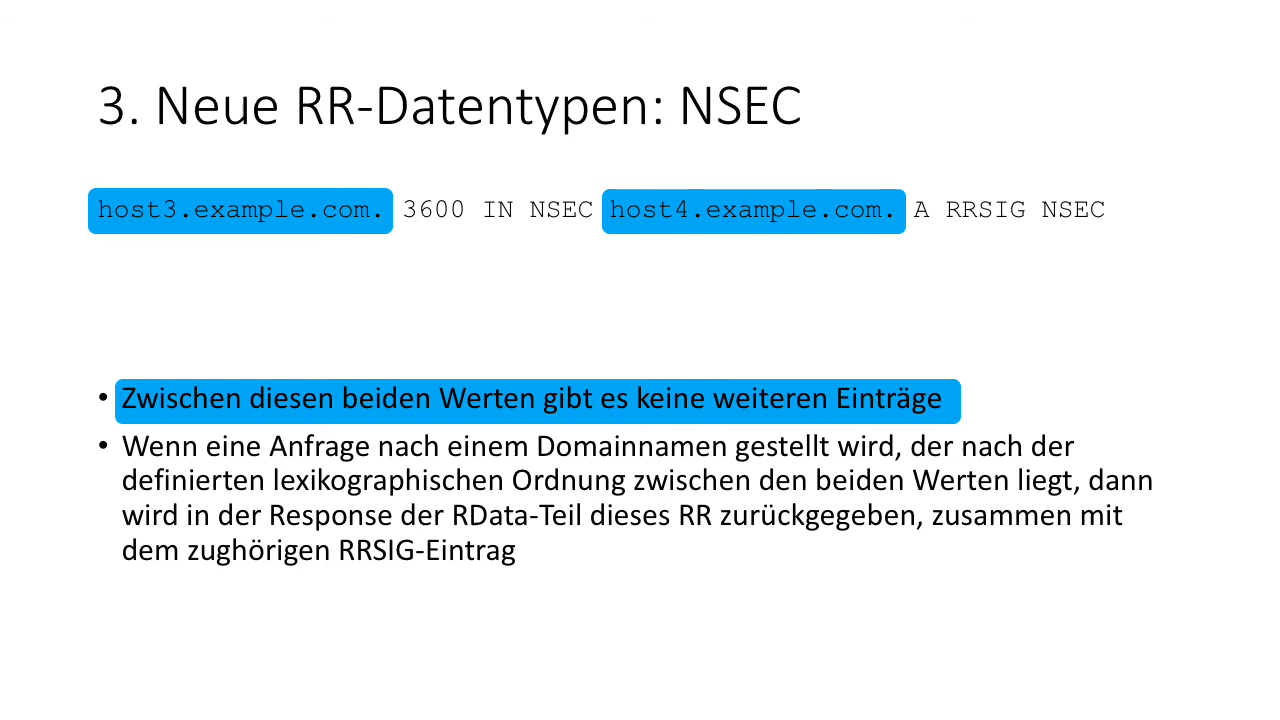 3. Neue RR-Datentypen: NSEC
host3.example.com. 3600 IN NSEC host4.example.com. A RRSIG NSEC
• Zwischen diesen beiden Werten gibt es keine weiteren Einträge
• Wenn eine Anfrage nach einem Domainnamen gestellt wird, der nach der
definierten lexikographischen Ordnung zwischen den beiden Werten liegt, dann
wird in der Response der RData-Teil dieses RR zurückgegeben, zusammen mit
dem zughörigen RRSIG-Eintrag